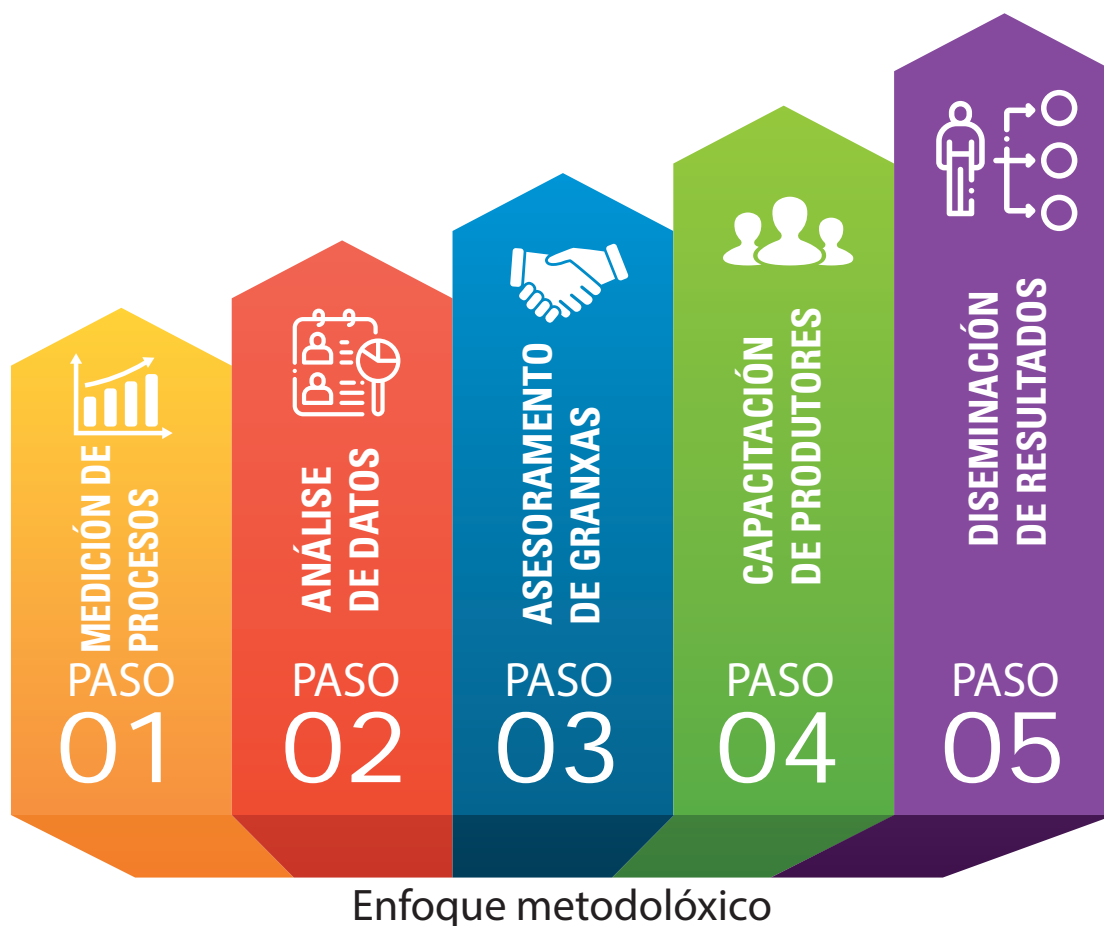 MEDICIÓN DE
PROCESOS
PASO
01
ANÁLISE
DE DATOS
PASO
02
ASESORAMENTO
DE GRANXAS
PASO
03
CAPACITACIÓN
DE PRODUTORES
PASO
04
DISEMINACIÓN
DE RESULTADOS
PASO
05
Enfoque metodolóxico